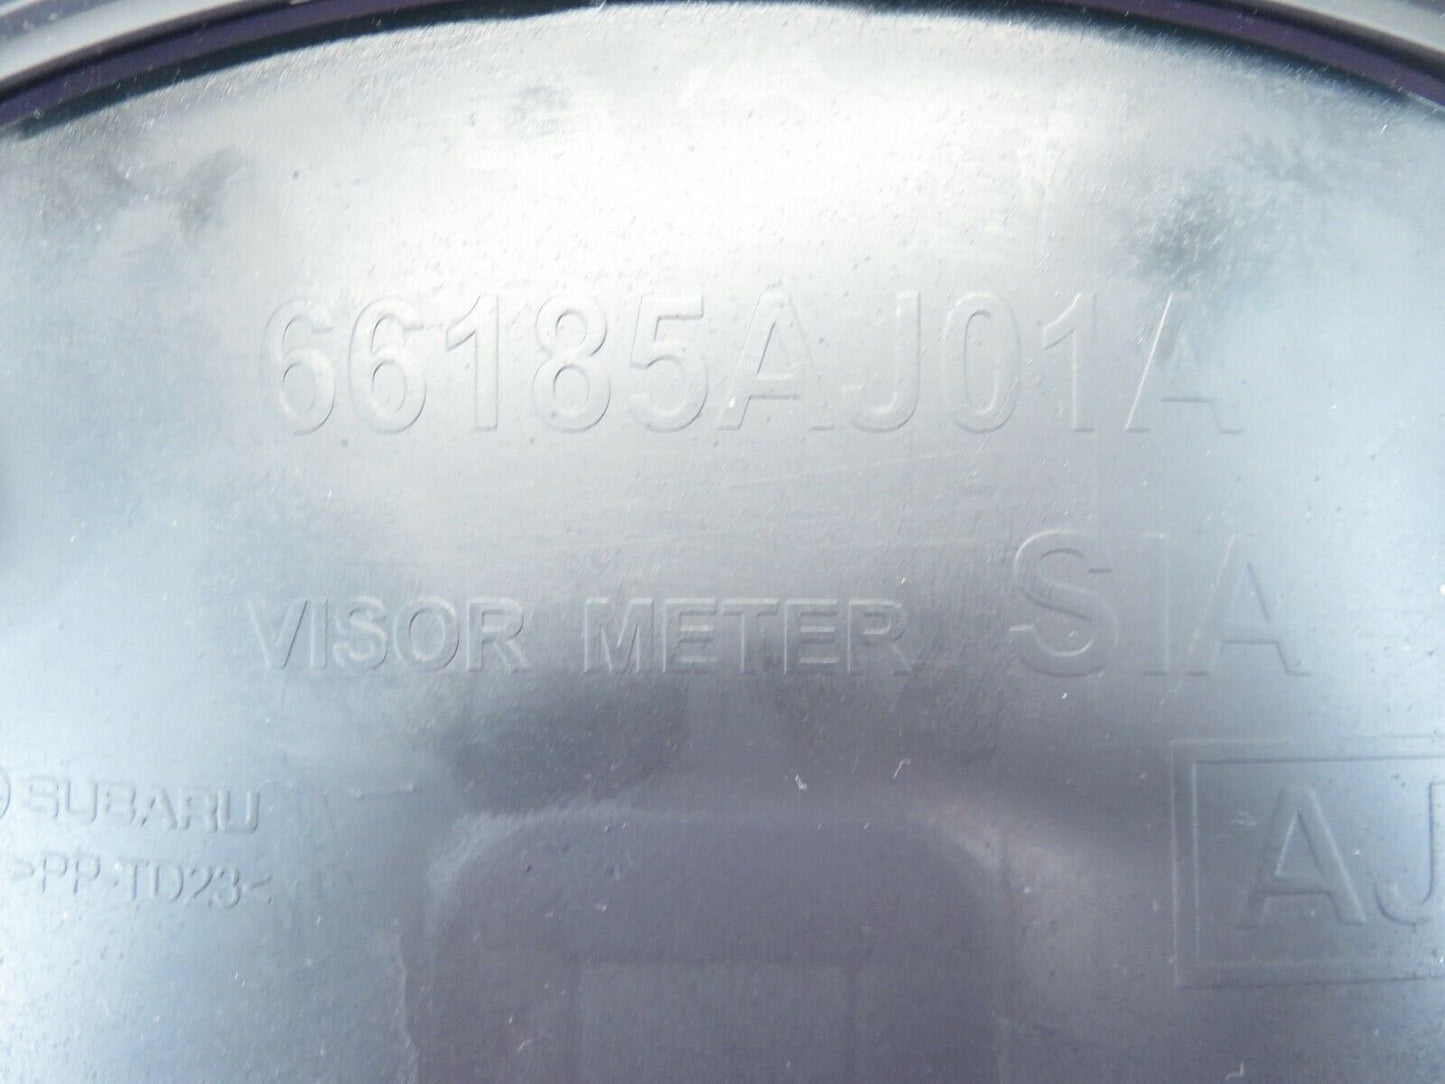 66185AJ01A
VISOR METER SIA
SUBARU
>PP-TD23<
AJ